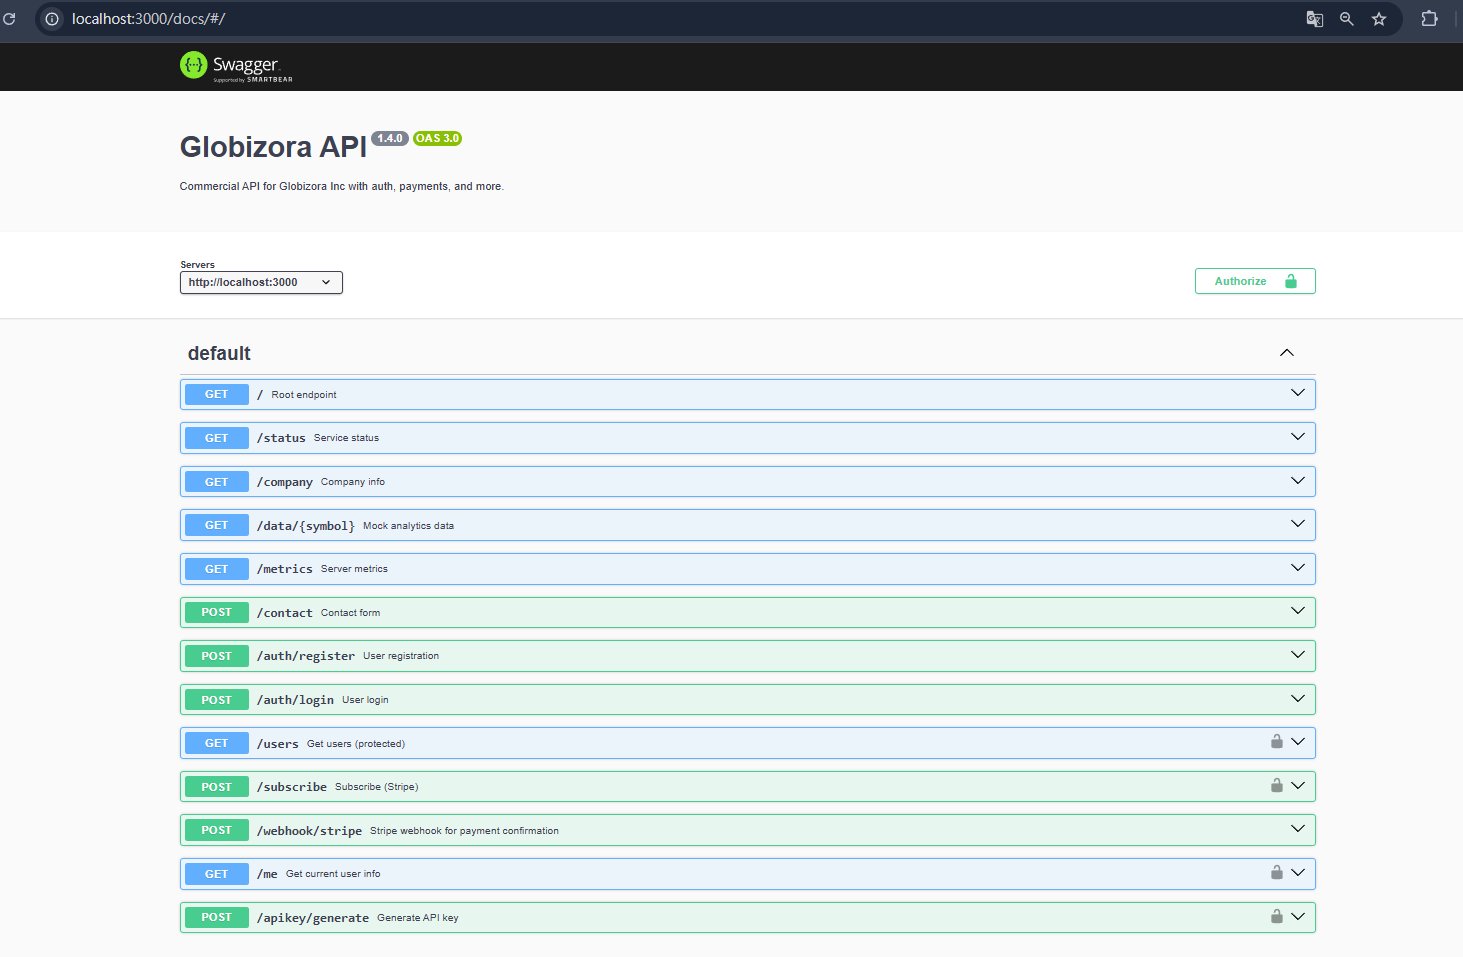 localhost:3000/docs/#/
Swagger
Supported by SMARTBEAR
Globizora API 1.4.0 OAS 3.0
Commercial API for Globizora Inc with auth, payments, and more.
Servers
http://localhost:3000
Authorize
default
GET / Root endpoint
GET /status Service status
GET /company Company info
GET /data/{symbol} Mock analytics data
GET /metrics Server metrics
POST /contact Contact form
POST /auth/register User registration
POST /auth/login User login
GET /users Get users (protected)
POST /subscribe Subscribe (Stripe)
POST /webhook/stripe Stripe webhook for payment confirmation
GET /me Get current user info
POST /apikey/generate Generate API key